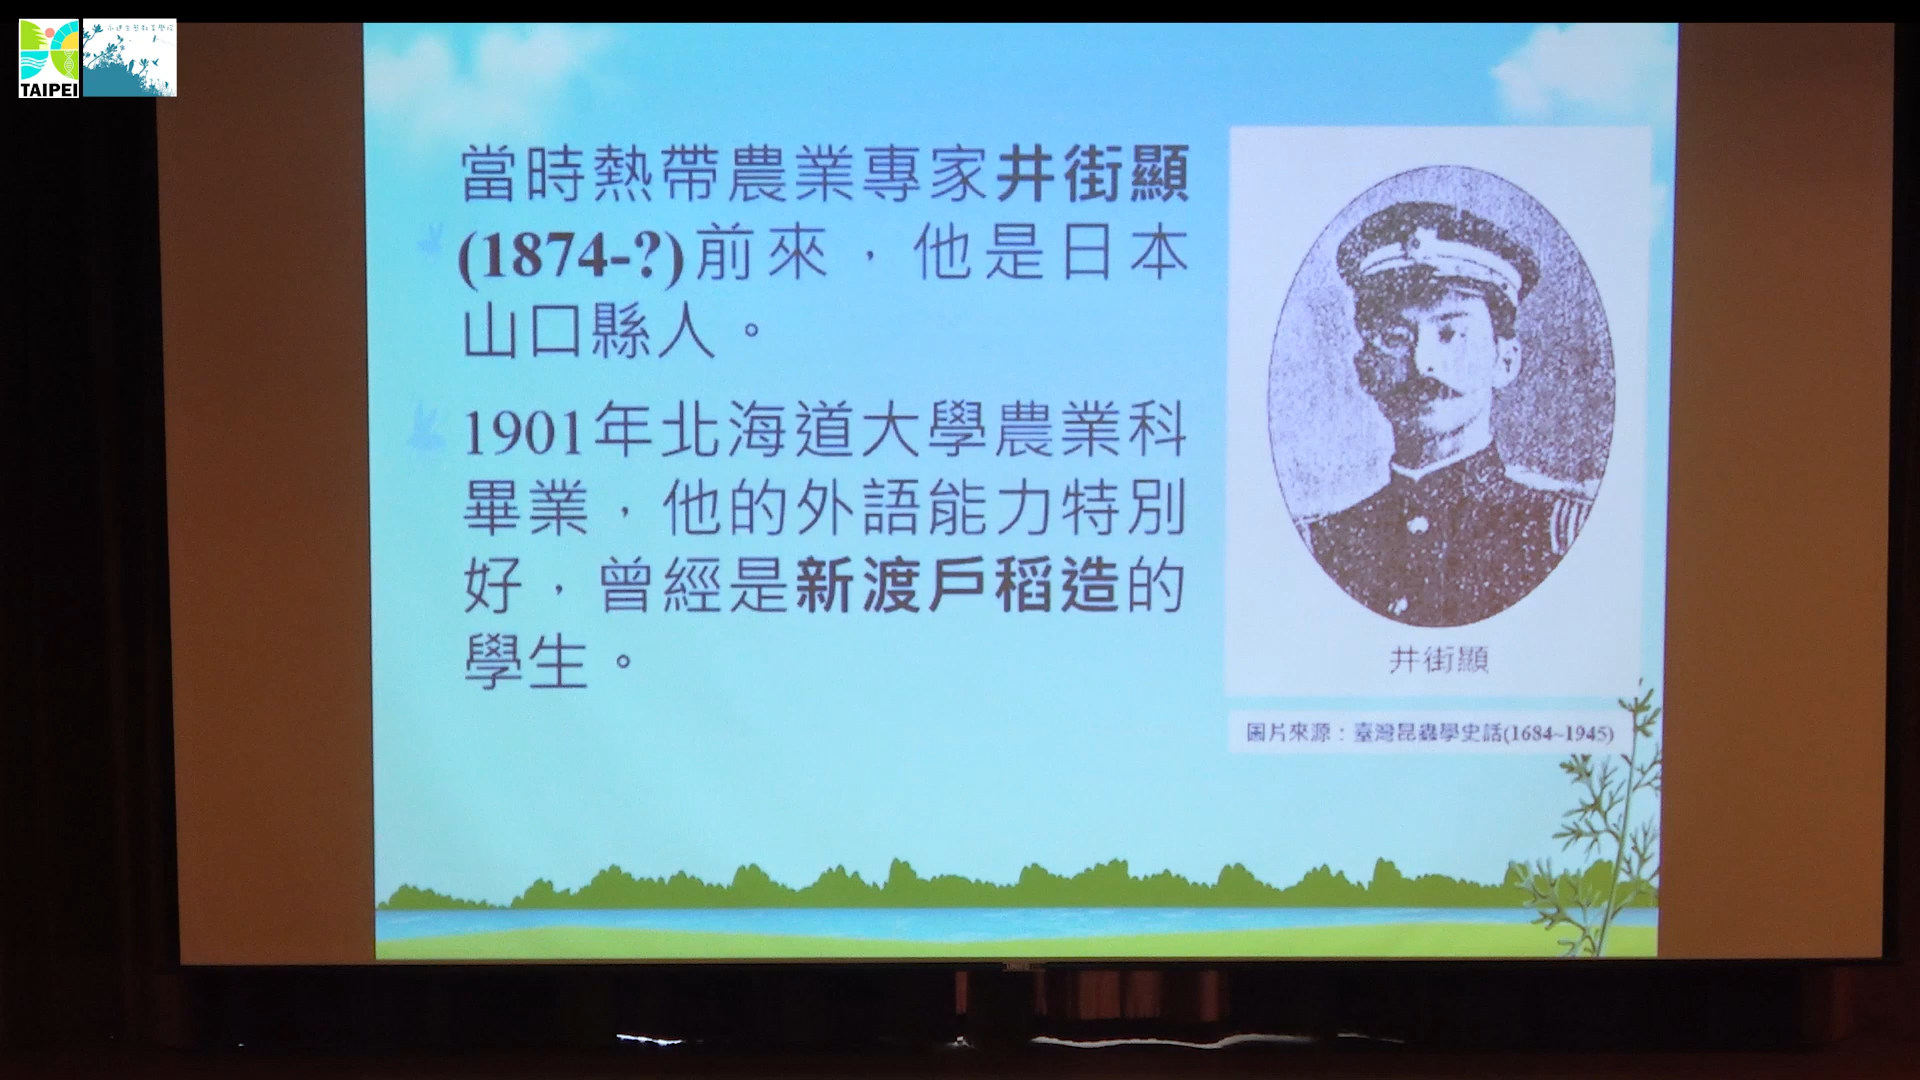 TAIPEI
當時熱帶農業專家井街顯
(1874-?)前來，他是日本
山口縣人。
1901年北海道大學農業科
畢業，他的外語能力特別
好，曾經是新渡戶稻造的
學生。
井街顯
圖片來源：臺灣昆蟲學史話(1684~1945)